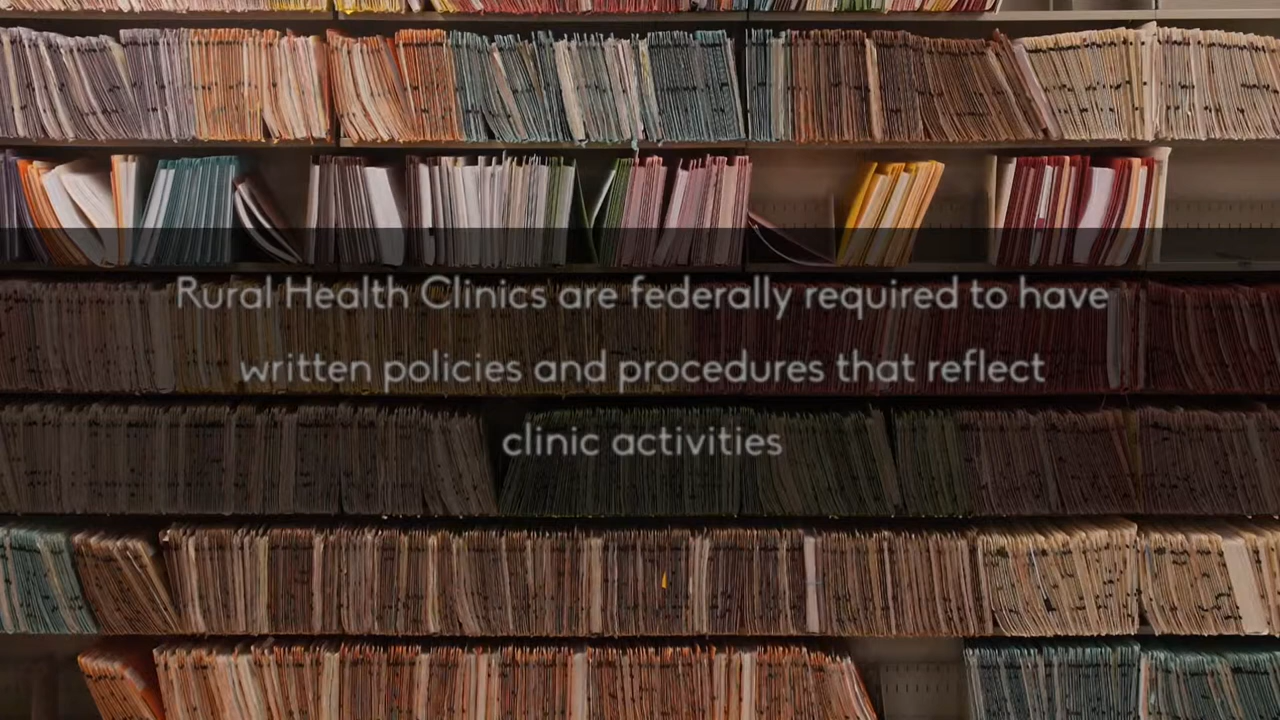 Rural Health Clinics are federally required to have
written policies and procedures that reflect
clinic activities